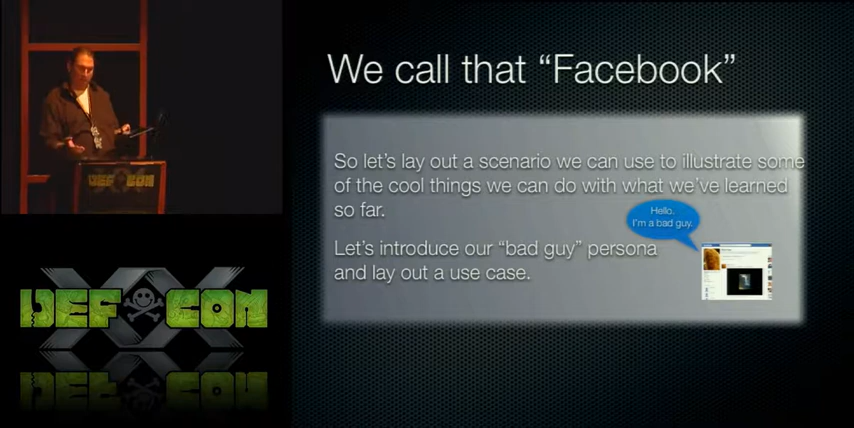 We call that “Facebook”
So let’s lay out a scenario we can use to illustrate some
of the cool things we can do with what we’ve learned
so far.
Hello.
I’m a bad guy.
Let’s introduce our “bad guy” persona
and lay out a use case.
DEF CON
XX
DEF CON